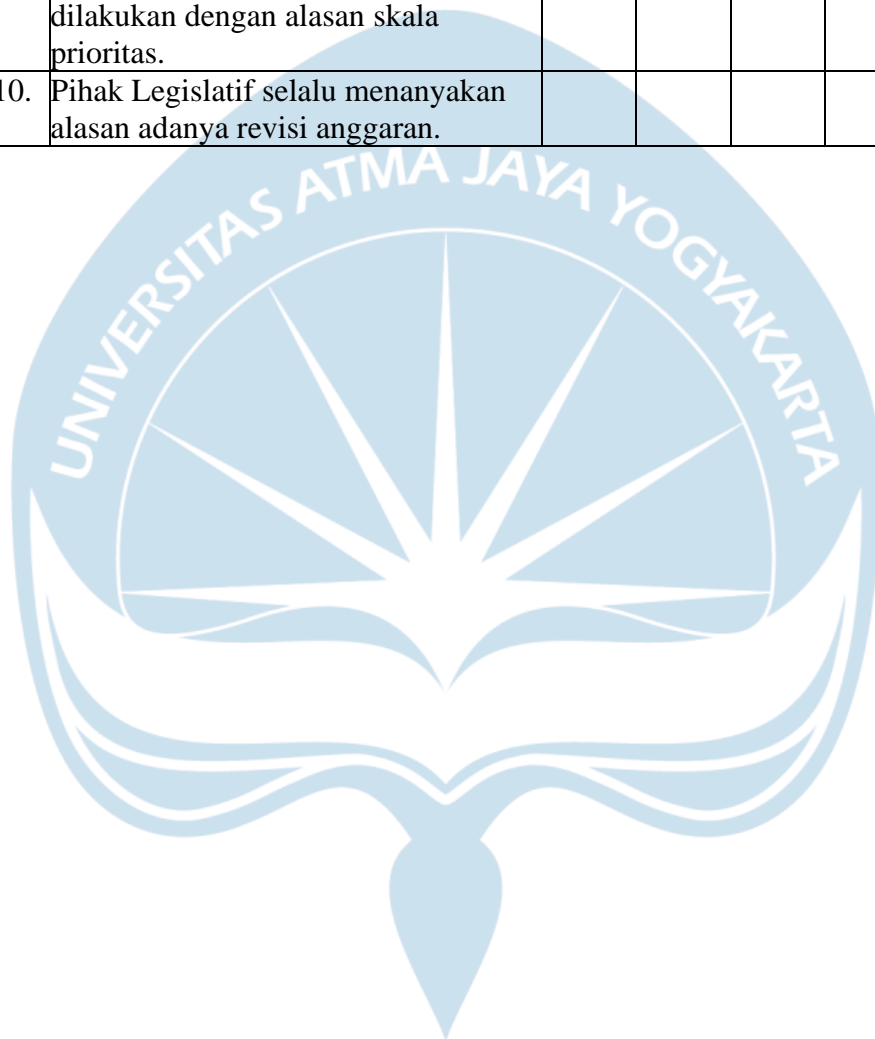 dilakukan dengan alasan skala
prioritas.
10. Pihak Legislatif selalu menanyakan
alasan adanya revisi anggaran.
UNIVERSITAS ATMA JAYA YOGYAKARTA